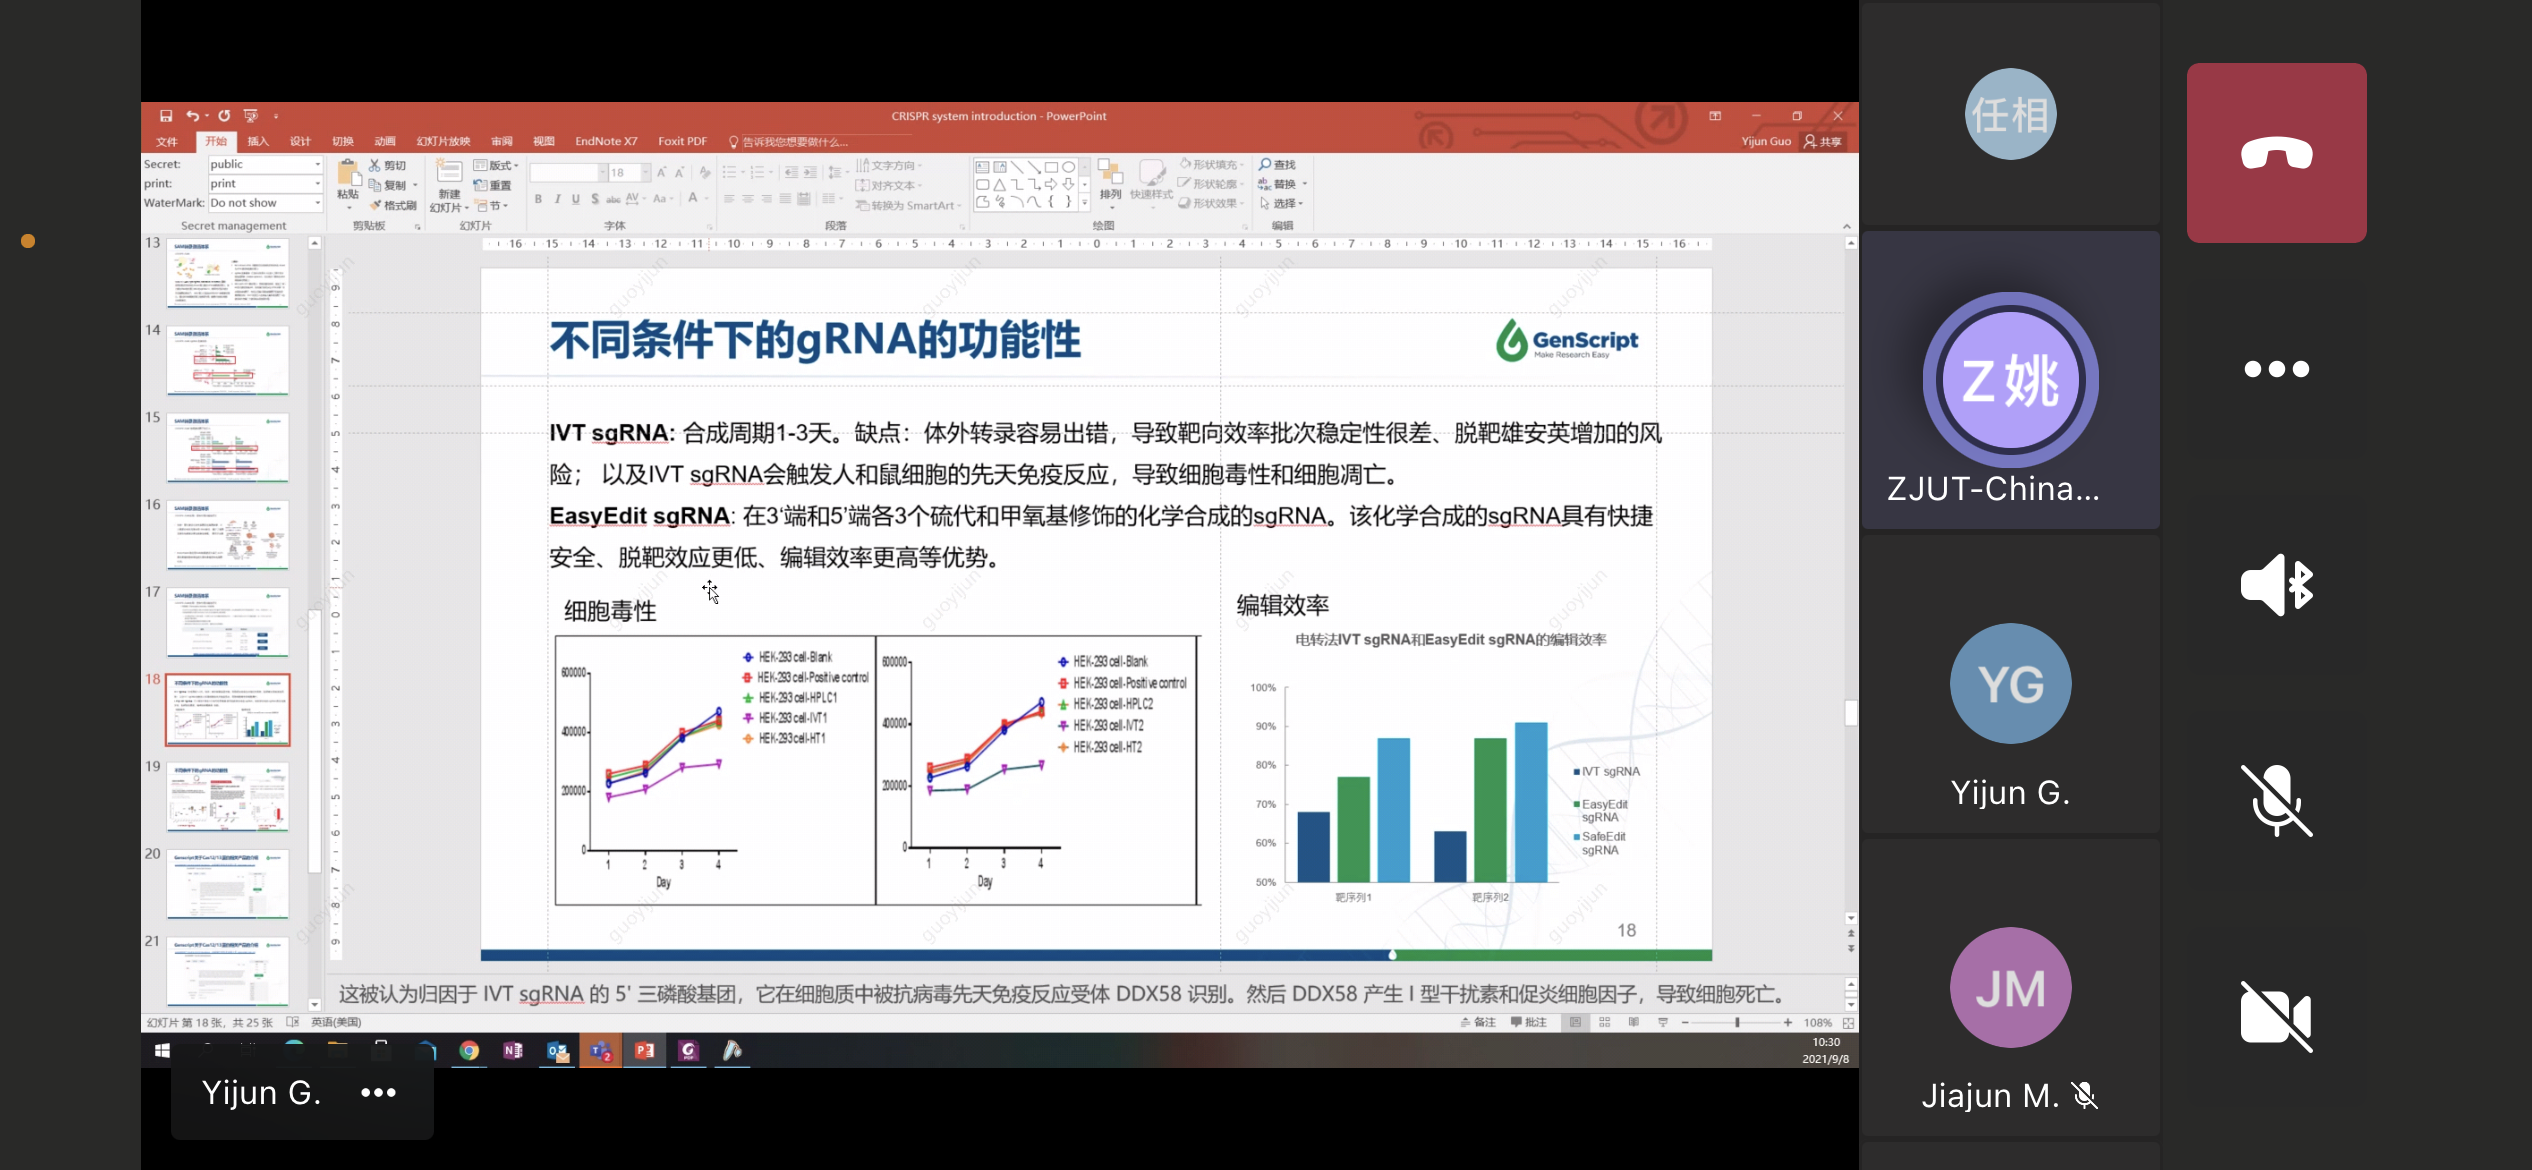 CRISPR system introduction - PowerPoint
文件 开始 插入 设计 切换 动画 幻灯片放映 审阅 视图 EndNote X7 Foxit PDF 告诉我您想要做什么... Yijun Guo 共享
Secret: public
print: print
WaterMark: Do not show
Secret management
粘贴 剪切
复制
格式刷
剪贴板
新建
幻灯片
版式
重置
节
幻灯片
18
字体
文字方向
对齐文本
转换为 SmartArt
段落
排列 快速样式
形状填充
形状轮廓
形状效果
绘图
查找
替换
选择
编辑
13
14
15
16
17
18
19
20
21
不同条件下的gRNA的功能性
GenScript
Make Research Easy
IVT sgRNA: 合成周期1-3天。缺点：体外转录容易出错，导致靶向效率批次稳定性很差、脱靶雄安英增加的风
险； 以及IVT sgRNA会触发人和鼠细胞的先天免疫反应，导致细胞毒性和细胞凋亡。
EasyEdit sgRNA: 在3‘端和5’端各3个硫代和甲氧基修饰的化学合成的sgRNA。该化学合成的sgRNA具有快捷
安全、脱靶效应更低、编辑效率更高等优势。
细胞毒性
600000
400000
200000
0
1 2 3 4
Day
HEK-293 cell-Blank
HEK-293 cell-Positive control
HEK-293 cell-HPLC1
HEK-293 cell-IVT1
HEK-293 cell-HT1
600000
400000
200000
0
1 2 3 4
Day
HEK-293 cell-Blank
HEK-293 cell-Positive control
HEK-293 cell-HPLC2
HEK-293 cell-IVT2
HEK-293 cell-HT2
编辑效率
电转法IVT sgRNA和EasyEdit sgRNA的编辑效率
100%
90%
80%
70%
60%
50%
靶序列1 靶序列2
IVT sgRNA
EasyEdit
sgRNA
SafeEdit
sgRNA
18
guoyijun
这被认为归因于 IVT sgRNA 的 5' 三磷酸基团，它在细胞质中被抗病毒先天免疫反应受体 DDX58 识别。然后 DDX58 产生 I 型干扰素和促炎细胞因子，导致细胞死亡。
幻灯片 第 18 张，共 25 张 英语(美国) 备注 批注 108%
10:30
2021/9/8
Yijun G. •••
任相
Z姚
ZJUT-China...
YG
Yijun G.
JM
Jiajun M.